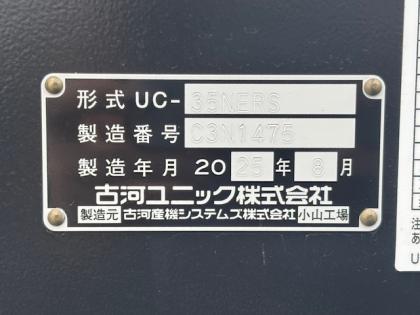 形式 UC-35NERS
製造番号 C3N1475
製造年月 2025年 8月
古河ユニック株式会社
製造元 古河産機システムズ株式会社 小山工場
注
あ
U